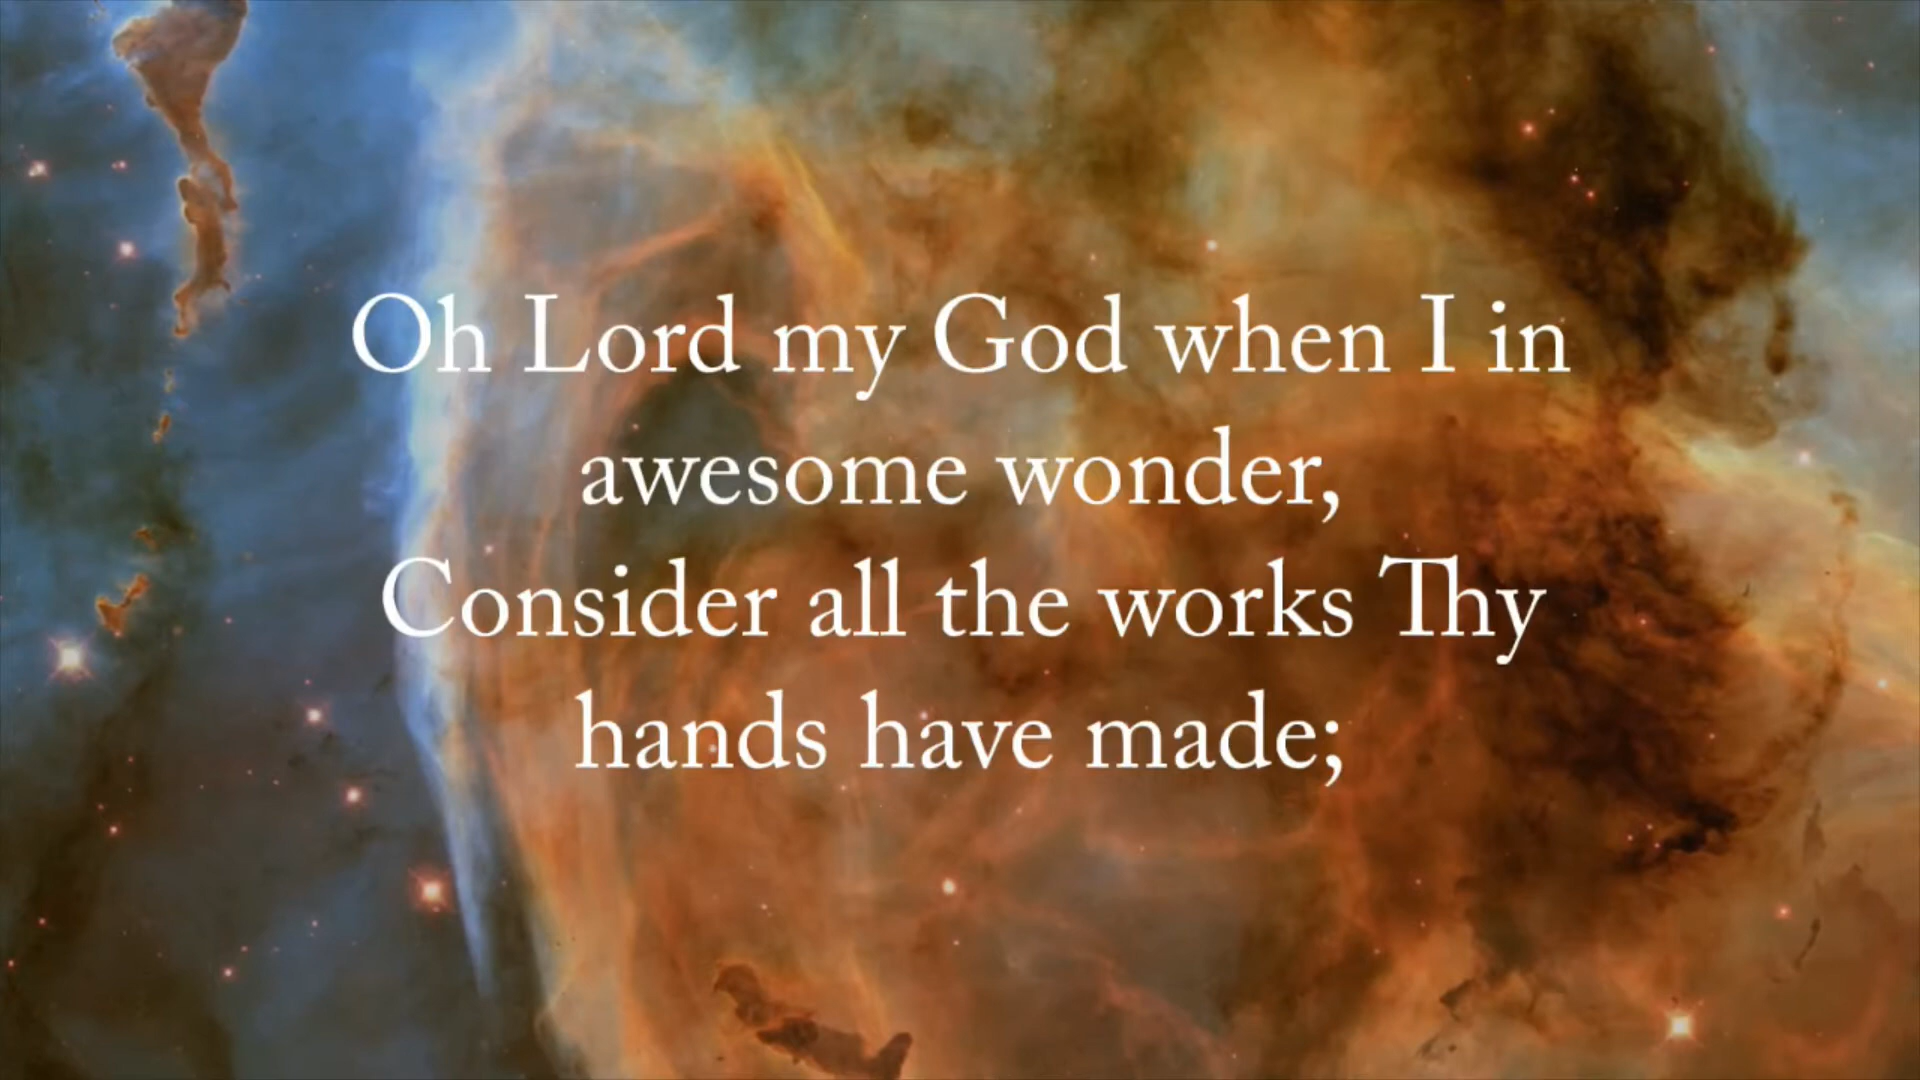 Oh Lord my God when I in
awesome wonder,
Consider all the works Thy
hands have made;